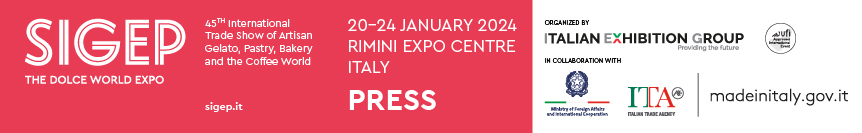 SIGEP
THE DOLCE WORLD EXPO
45TH International
Trade Show of Artisan
Gelato, Pastry, Bakery
and the Coffee World
sigep.it
20–24 JANUARY 2024
RIMINI EXPO CENTRE
ITALY
PRESS
ORGANIZED BY
ITALIAN EXHIBITION GROUP
Providing the future
ufi
Approved
International
Event
IN COLLABORATION WITH
Ministry of Foreign Affairs
and International Cooperation
ITA®
ITALIAN TRADE AGENCY
madeinitaly.gov.it